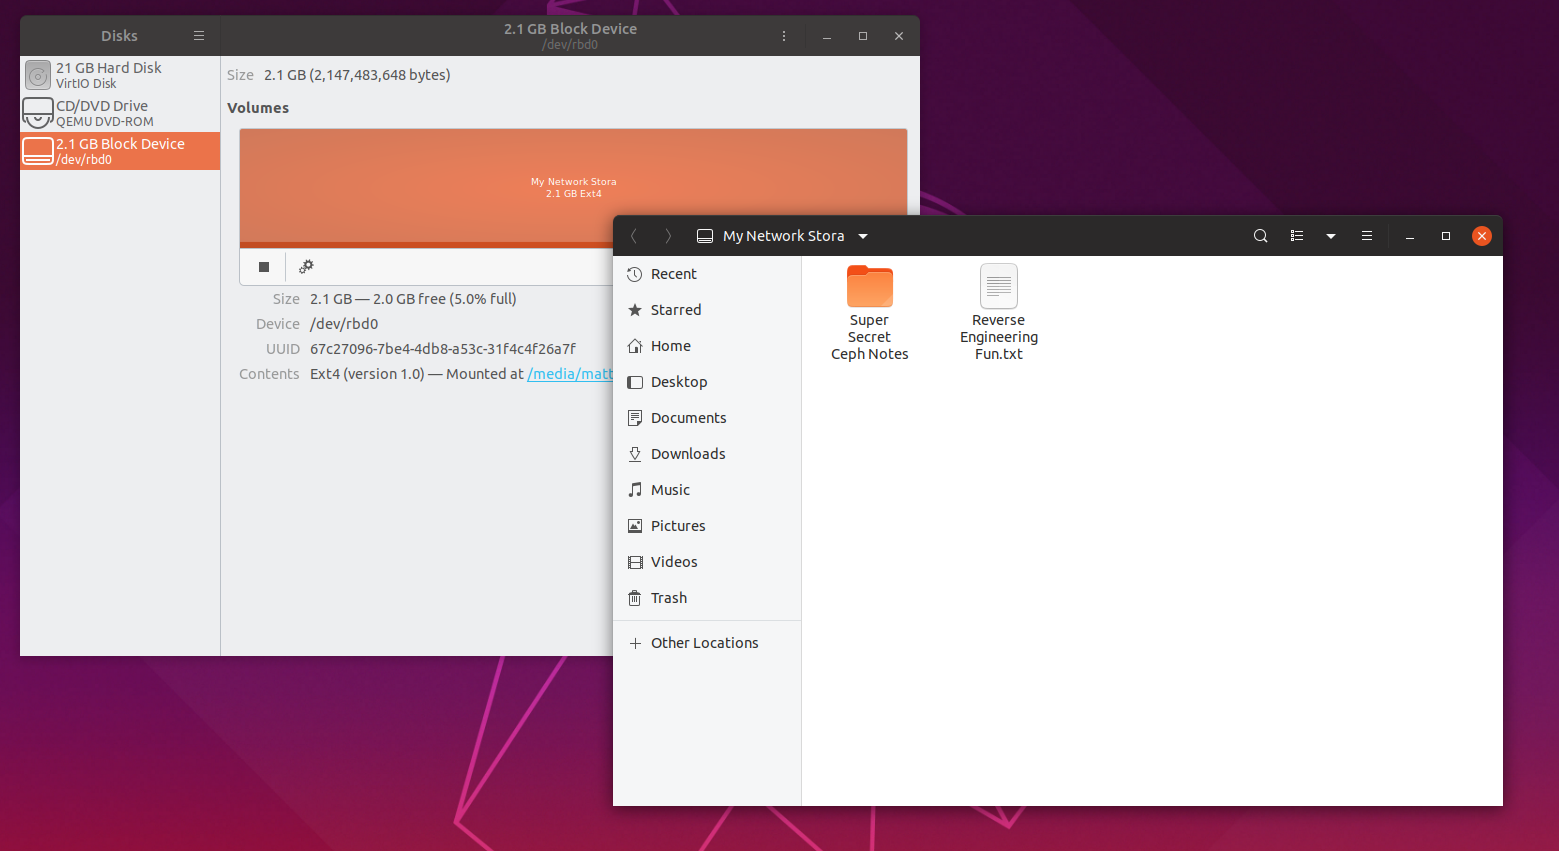 Disks
2.1 GB Block Device
/dev/rbd0
21 GB Hard Disk
VirtIO Disk
CD/DVD Drive
QEMU DVD-ROM
2.1 GB Block Device
/dev/rbd0
Size 2.1 GB (2,147,483,648 bytes)
Volumes
My Network Stora
2.1 GB Ext4
Size 2.1 GB — 2.0 GB free (5.0% full)
Device /dev/rbd0
UUID 67c27096-7be4-4db8-a53c-31f4c4f26a7f
Contents Ext4 (version 1.0) — Mounted at /media/matt
My Network Stora
Recent
Starred
Home
Desktop
Documents
Downloads
Music
Pictures
Videos
Trash
Other Locations
Super
Secret
Ceph Notes
Reverse
Engineering
Fun.txt